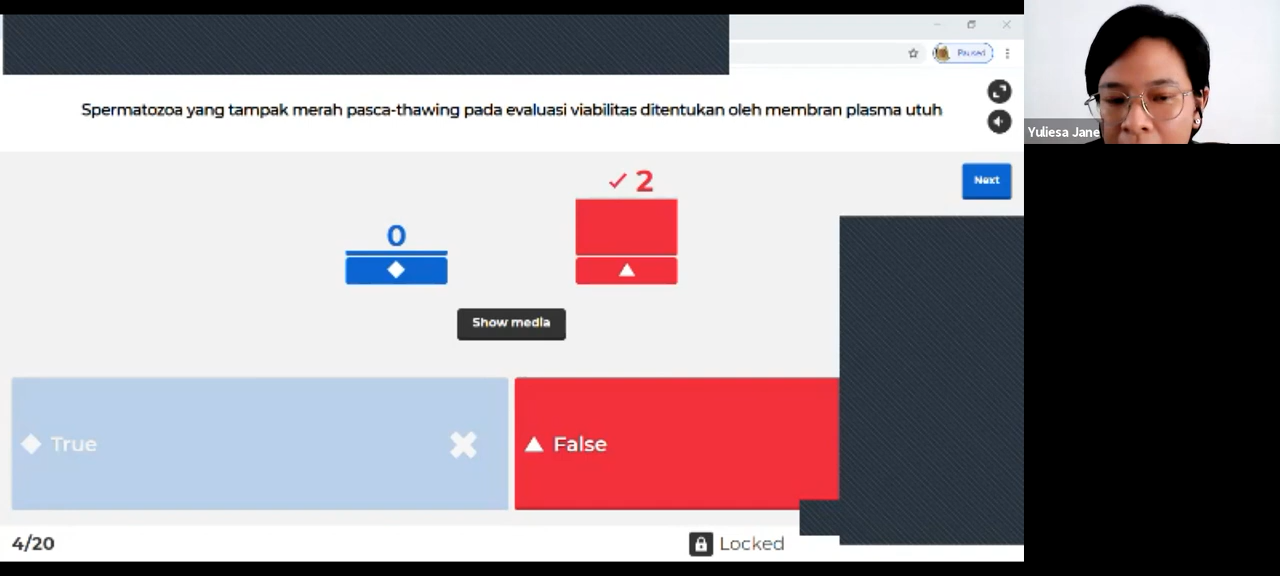 Paused
Spermatozoa yang tampak merah pasca-thawing pada evaluasi viabilitas ditentukan oleh membran plasma utuh
Yuliesa Jane
Next
0
2
Show media
True
False
4/20
Locked